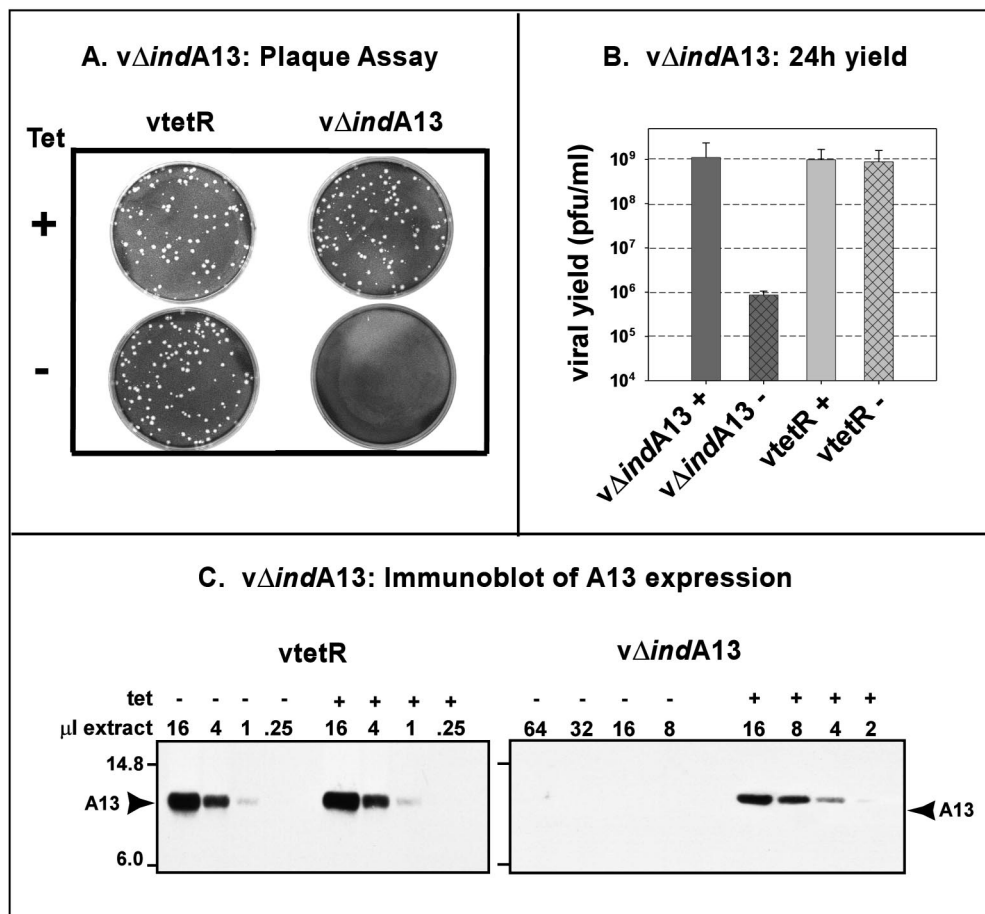 A. vΔindA13: Plaque Assay
vtetR vΔindA13
Tet
+
-
B. vΔindA13: 24h yield
viral yield (pfu/ml)
10⁹
10⁸
10⁷
10⁶
10⁵
10⁴
vΔindA13 + vΔindA13 - vtetR + vtetR -
C. vΔindA13: Immunoblot of A13 expression
vtetR vΔindA13
tet - - - - + + + + - - - - + + + +
µl extract 16 4 1 .25 16 4 1 .25 64 32 16 8 16 8 4 2
14.8
A13 A13
6.0